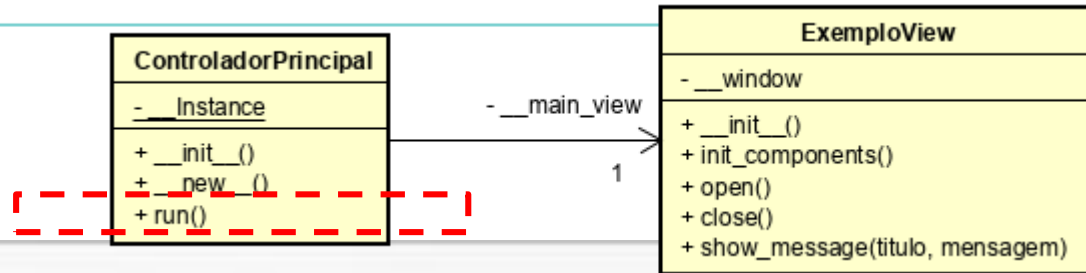 ControladorPrincipal
- __Instance
+ __init__()
+ __new__()
+ run()
- __main_view
1
ExemploView
- __window
+ __init__()
+ init_components()
+ open()
+ close()
+ show_message(titulo, mensagem)